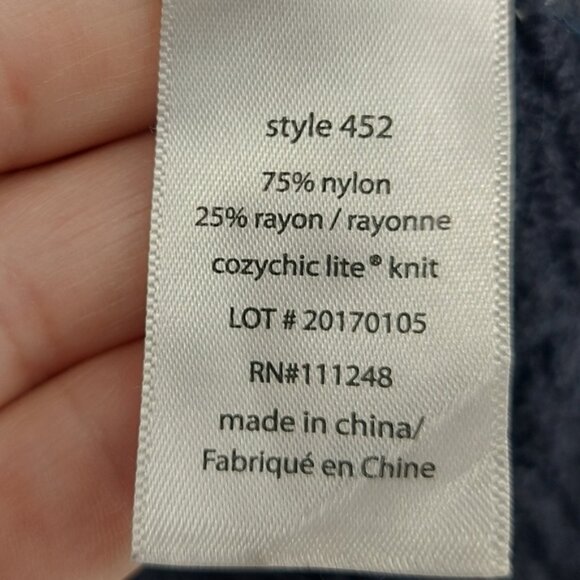 style 452
75% nylon
25% rayon / rayonne
cozychic lite® knit
LOT # 20170105
RN#111248
made in china/
Fabriqué en Chine